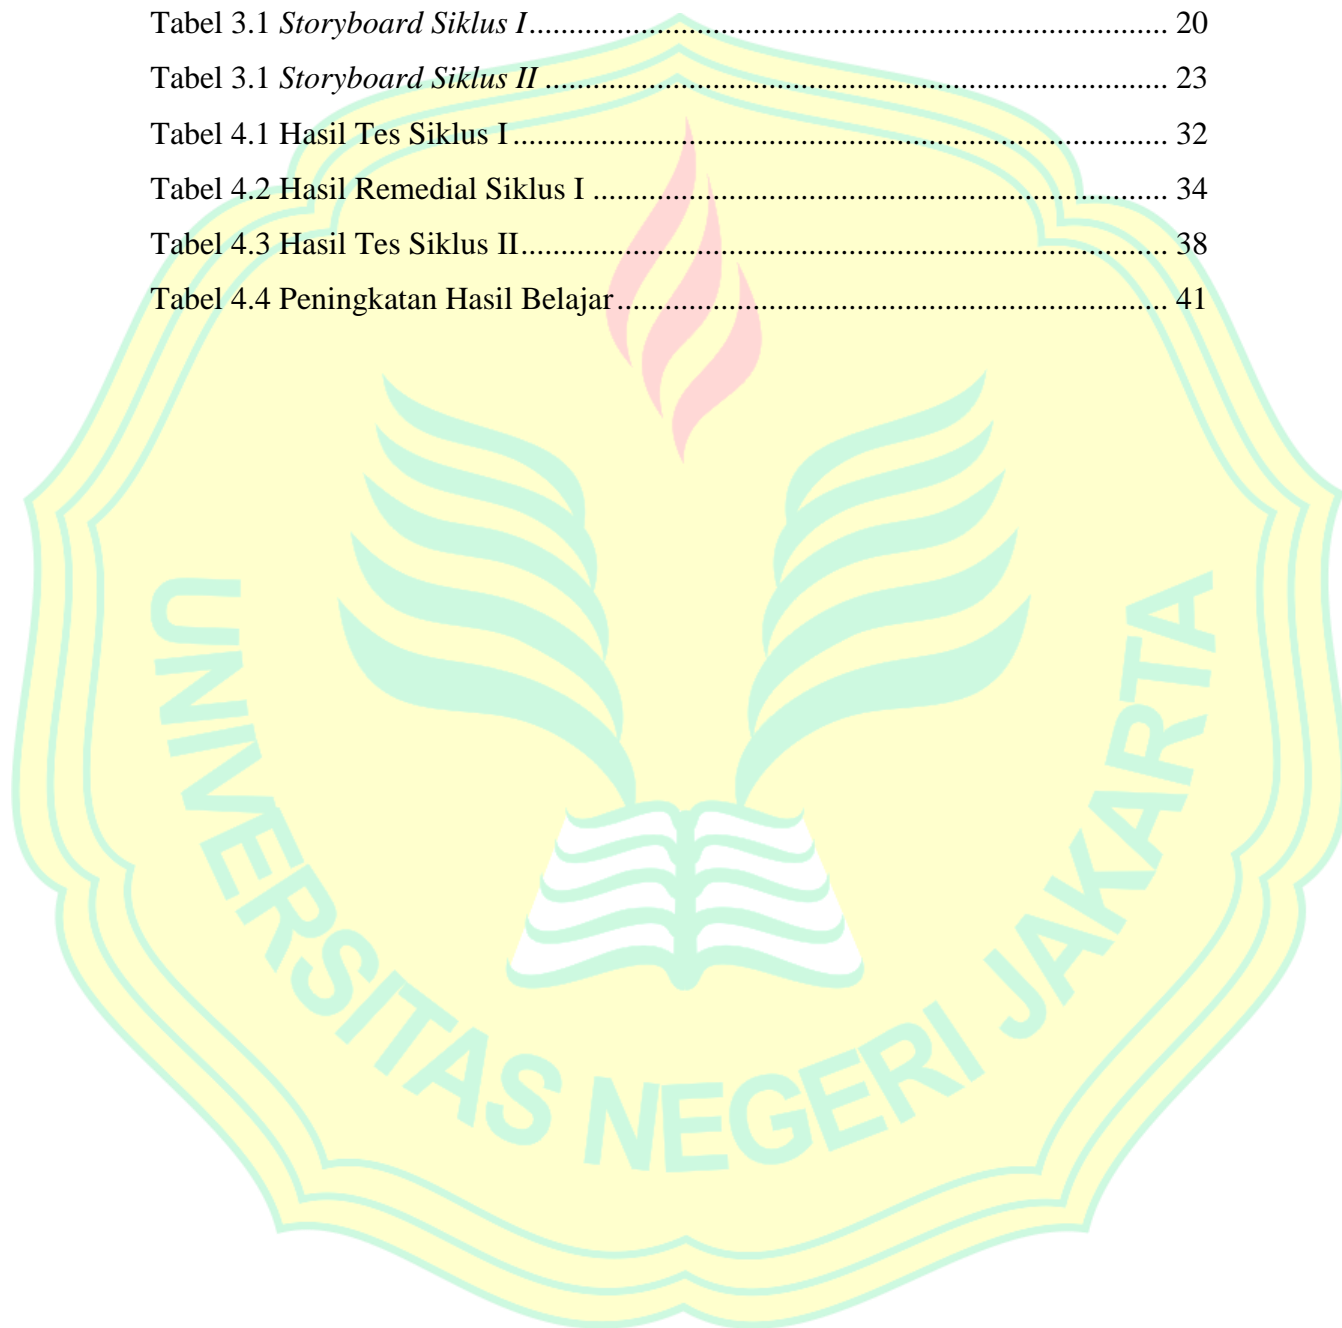 Tabel 3.1 Storyboard Siklus I.............................................................................. 20
Tabel 3.1 Storyboard Siklus II ............................................................................ 23
Tabel 4.1 Hasil Tes Siklus I................................................................................ 32
Tabel 4.2 Hasil Remedial Siklus I ...................................................................... 34
Tabel 4.3 Hasil Tes Siklus II............................................................................... 38
Tabel 4.4 Peningkatan Hasil Belajar................................................................... 41
UNIVERSITAS NEGERI JAKARTA